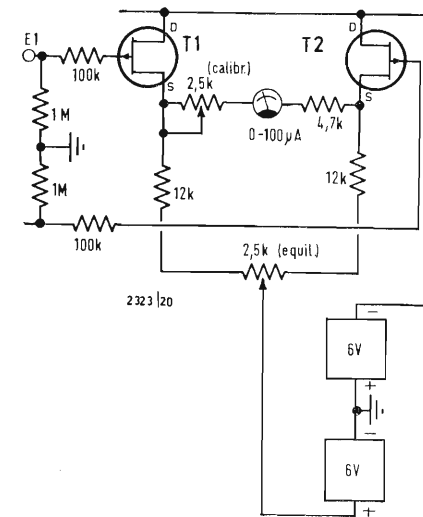 D
D
E1
T1
T2
100k
(calibr.)
2,5k
S
S
1M
0-100µA
4,7k
1M
12k
12k
100k
2,5k (equil.)
2323 | 20
−
6V
+
−
6V
+